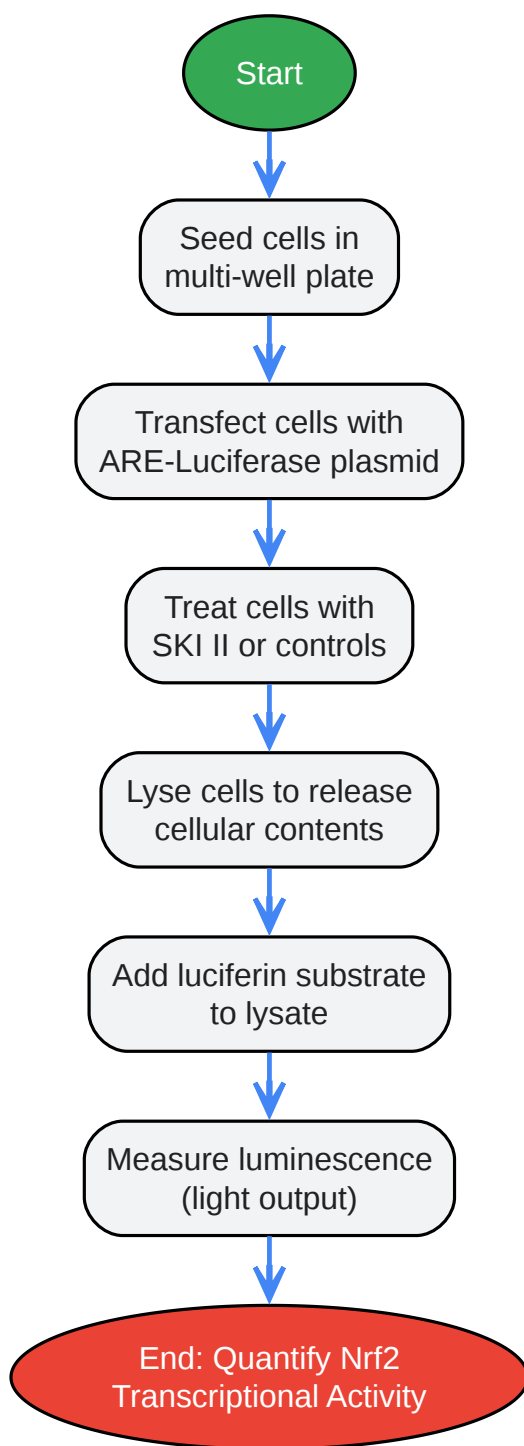 Start
Seed cells in
multi-well plate
Transfect cells with
ARE-Luciferase plasmid
Treat cells with
SKI II or controls
Lyse cells to release
cellular contents
Add luciferin substrate
to lysate
Measure luminescence
(light output)
End: Quantify Nrf2
Transcriptional Activity